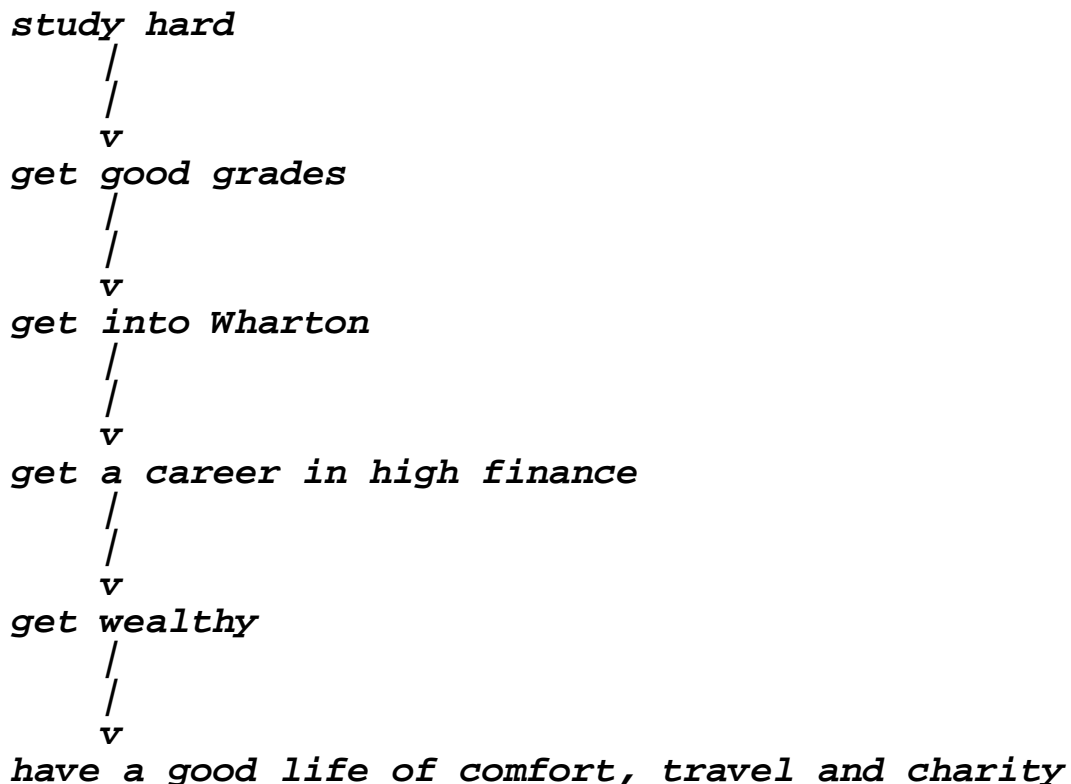 study hard
|
|
v
get good grades
|
|
v
get into Wharton
|
|
v
get a career in high finance
|
|
v
get wealthy
|
|
v
have a good life of comfort, travel and charity